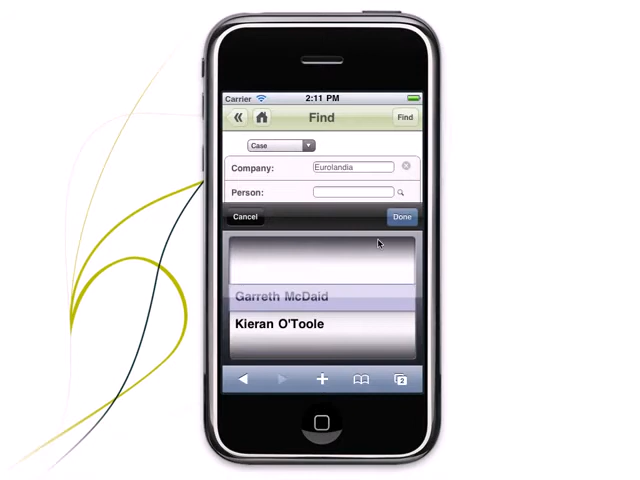 Carrier 2:11 PM
Find Find
Case
Company: Eurolandia
Person:
Cancel Done
Garreth McDaid
Kieran O'Toole
2